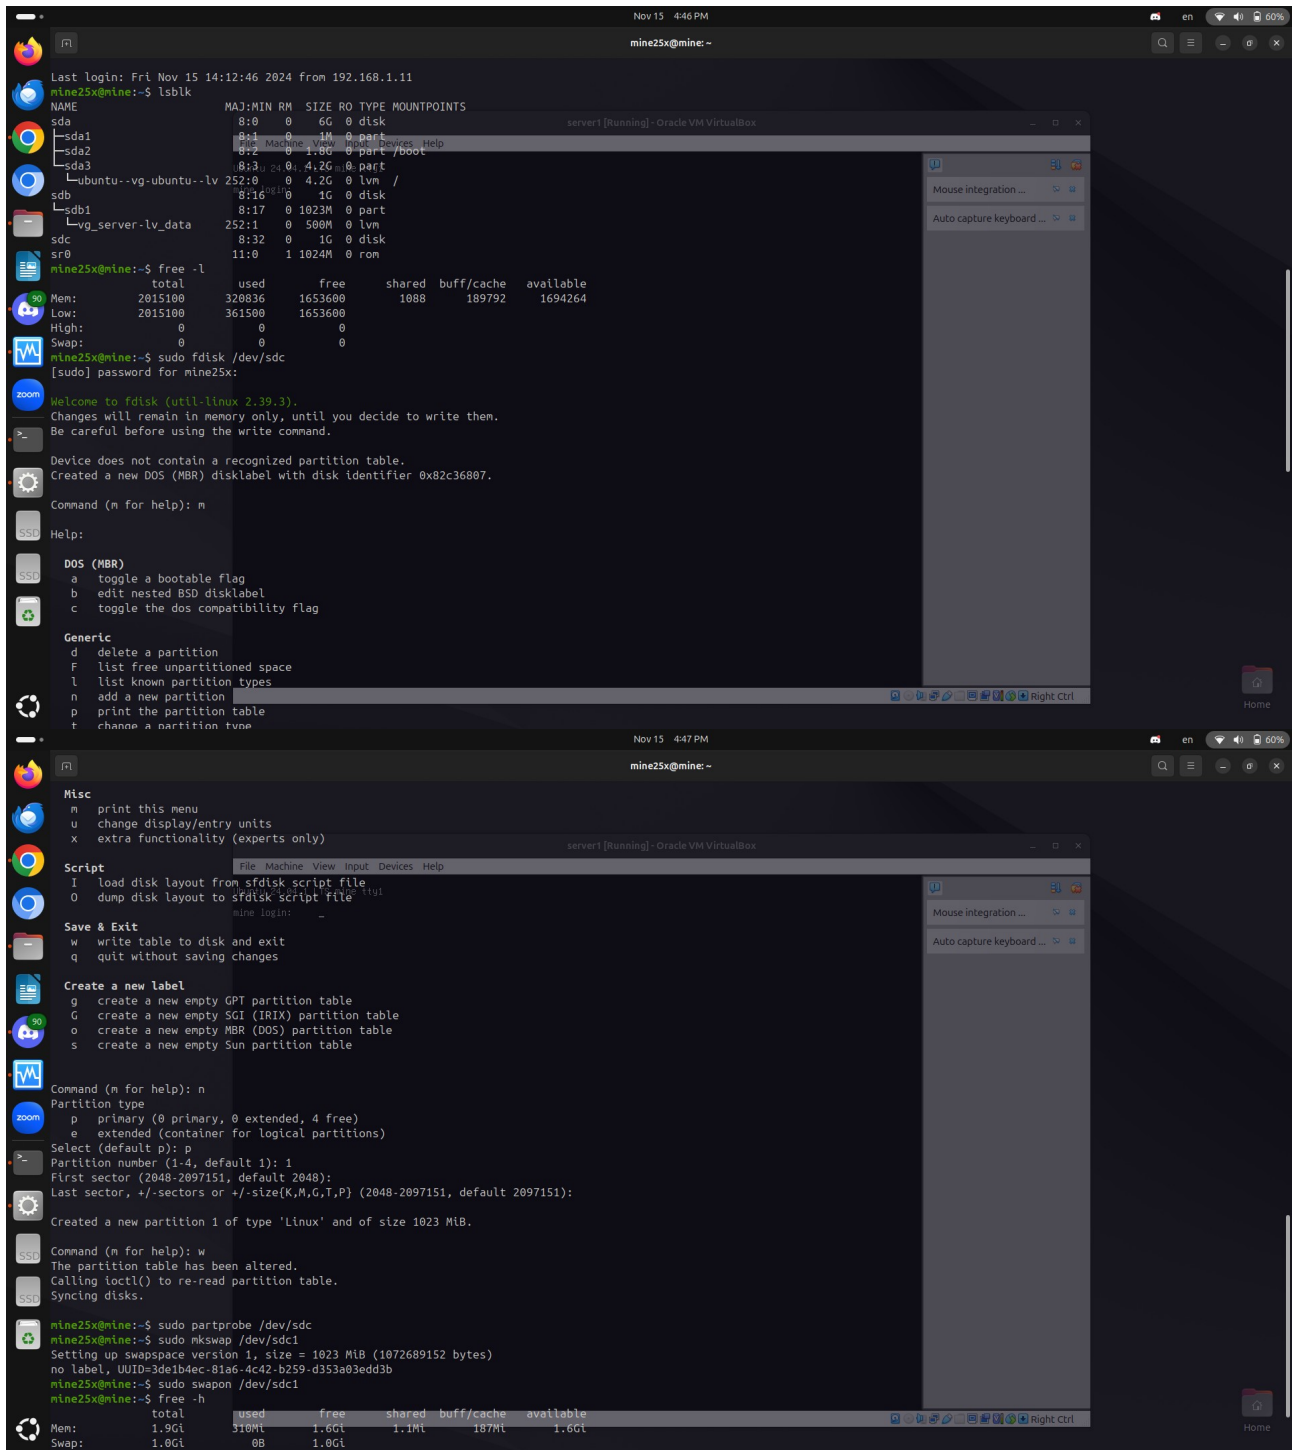 Nov 15 4:46 PM
en 60%
mine25x@mine: ~
Last login: Fri Nov 15 14:12:46 2024 from 192.168.1.11
mine25x@mine:~$ lsblk
NAME MAJ:MIN RM SIZE RO TYPE MOUNTPOINTS
sda 8:0 0 6G 0 disk
├─sda1 8:1 0 1M 0 part
├─sda2 8:2 0 1.8G 0 part /boot
└─sda3 8:3 0 4.2G 0 part
└─ubuntu--vg-ubuntu--lv 252:0 0 4.2G 0 lvm /
sdb 8:16 0 1G 0 disk
└─sdb1 8:17 0 1023M 0 part
└─vg_server-lv_data 252:1 0 500M 0 lvm
sdc 8:32 0 1G 0 disk
sr0 11:0 1 1024M 0 rom
mine25x@mine:~$ free -l
total used free shared buff/cache available
Mem: 2015100 320836 1653600 1088 189792 1694264
Low: 2015100 361500 1653600
High: 0 0 0
Swap: 0 0 0
mine25x@mine:~$ sudo fdisk /dev/sdc
[sudo] password for mine25x:
Welcome to fdisk (util-linux 2.39.3).
Changes will remain in memory only, until you decide to write them.
Be careful before using the write command.
Device does not contain a recognized partition table.
Created a new DOS (MBR) disklabel with disk identifier 0x82c36807.
Command (m for help): m
Help:
DOS (MBR)
a toggle a bootable flag
b edit nested BSD disklabel
c toggle the dos compatibility flag
Generic
d delete a partition
F list free unpartitioned space
l list known partition types
n add a new partition
p print the partition table
t change a partition type
server1 [Running] - Oracle VM VirtualBox
File Machine View Input Devices Help
mine login:
Mouse integration ...
Auto capture keyboard ...
Right Ctrl
Home
90
zoom
SSD
SSD
Nov 15 4:47 PM
en 60%
mine25x@mine: ~
Misc
m print this menu
u change display/entry units
x extra functionality (experts only)
Script
I load disk layout from sfdisk script file
O dump disk layout to sfdisk script file
Save & Exit
w write table to disk and exit
q quit without saving changes
Create a new label
g create a new empty GPT partition table
G create a new empty SGI (IRIX) partition table
o create a new empty MBR (DOS) partition table
s create a new empty Sun partition table
Command (m for help): n
Partition type
p primary (0 primary, 0 extended, 4 free)
e extended (container for logical partitions)
Select (default p): p
Partition number (1-4, default 1): 1
First sector (2048-2097151, default 2048):
Last sector, +/-sectors or +/-size{K,M,G,T,P} (2048-2097151, default 2097151):
Created a new partition 1 of type 'Linux' and of size 1023 MiB.
Command (m for help): w
The partition table has been altered.
Calling ioctl() to re-read partition table.
Syncing disks.
mine25x@mine:~$ sudo partprobe /dev/sdc
mine25x@mine:~$ sudo mkswap /dev/sdc1
Setting up swapspace version 1, size = 1023 MiB (1072689152 bytes)
no label, UUID=3de1b4ec-81a6-4c42-b259-d353a03edd3b
mine25x@mine:~$ sudo swapon /dev/sdc1
mine25x@mine:~$ free -h
total used free shared buff/cache available
Mem: 1.9Gi 310Mi 1.6Gi 1.1Mi 187Mi 1.6Gi
Swap: 1.0Gi 0B 1.0Gi
server1 [Running] - Oracle VM VirtualBox
File Machine View Input Devices Help
mine login: _
Mouse integration ...
Auto capture keyboard ...
Right Ctrl
Home
90
zoom
SSD
SSD